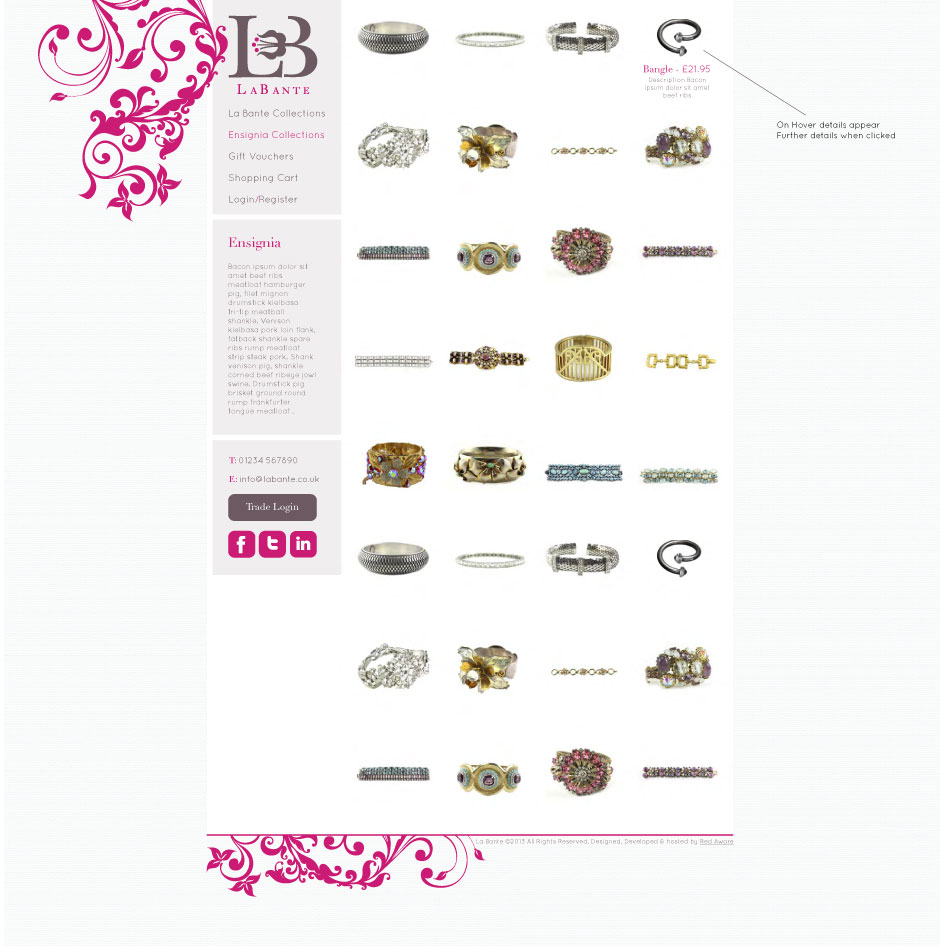 LB
LABANTE
La Bante Collections
Ensignia Collections
Gift Vouchers
Shopping Cart
Login/Register
Bangle - £21.95
Description Bacon
ipsum dolor sit amet
beef ribs
On Hover details appear
Further details when clicked
Ensignia
Bacon ipsum dolor sit
amet beef ribs
meatloaf hamburger
pig, filet mignon
drumstick kielbasa
tri-tip meatball
shankle. Venison
kielbasa pork loin flank,
fatback shankle spare
ribs rump meatloaf
strip steak pork. Shank
venison pig, shankle
corned beef ribeye jowl
swine. Drumstick pig
brisket ground round
rump frankfurter,
tongue meatloaf..
T: 01234 567890
E: info@labante.co.uk
Trade Login
f t in
La Bante ©2013 All Rights Reserved. Designed, Developed & hosted by Red Aware